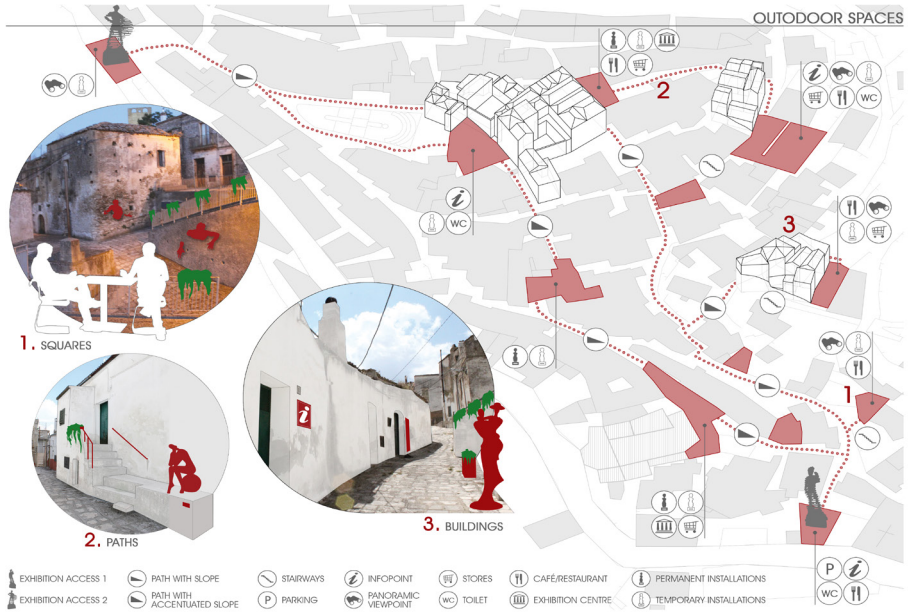 OUTODOOR SPACES
2
WC
WC
3
1
1. SQUARES
2. PATHS
3. BUILDINGS
P
WC
EXHIBITION ACCESS 1
PATH WITH SLOPE
STAIRWAYS
INFOPOINT
STORES
CAFÉ/RESTAURANT
PERMANENT INSTALLATIONS
EXHIBITION ACCESS 2
PATH WITH
ACCENTUATED SLOPE
P PARKING
PANORAMIC
VIEWPOINT
WC TOILET
EXHIBITION CENTRE
TEMPORARY INSTALLATIONS